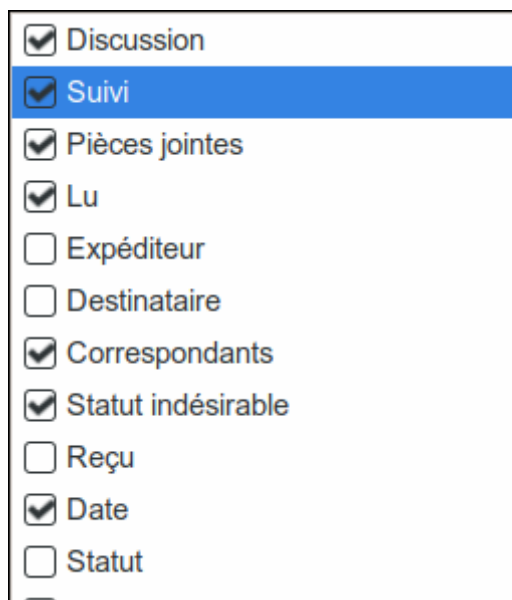 Discussion
Suivi
Pièces jointes
Lu
Expéditeur
Destinataire
Correspondants
Statut indésirable
Reçu
Date
Statut